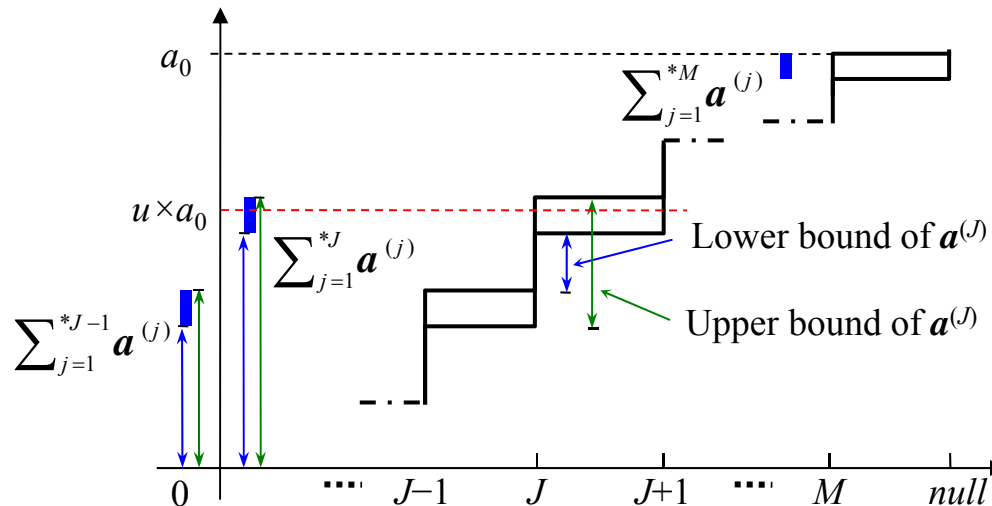 a₀
∑*M j=1 a(j)
u×a₀
∑*J j=1 a(j)
Lower bound of a(J)
∑*J−1 j=1 a(j)
Upper bound of a(J)
0 J−1 J J+1 M null